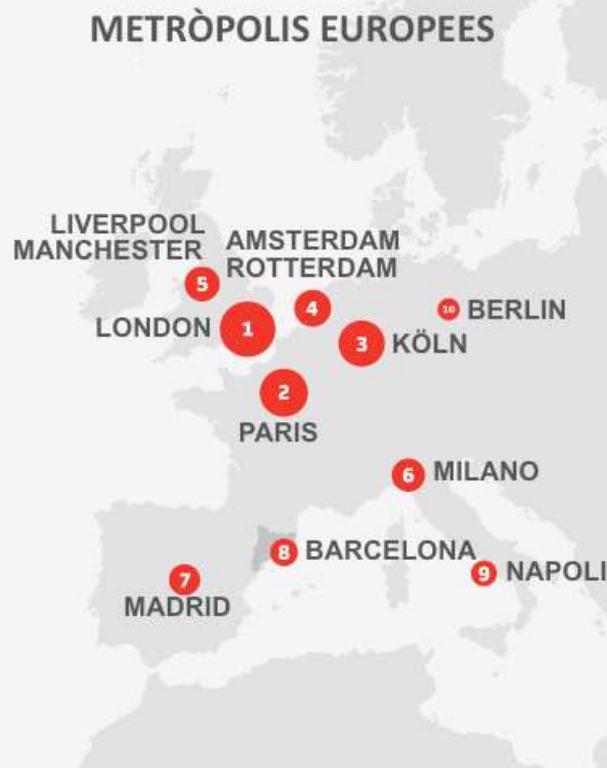 METRÒPOLIS EUROPEES
LIVERPOOL
MANCHESTER
5
AMSTERDAM
ROTTERDAM
4
LONDON 1
3 KÖLN
10 BERLIN
2
PARIS
6 MILANO
8 BARCELONA
7
MADRID
9 NAPOLI